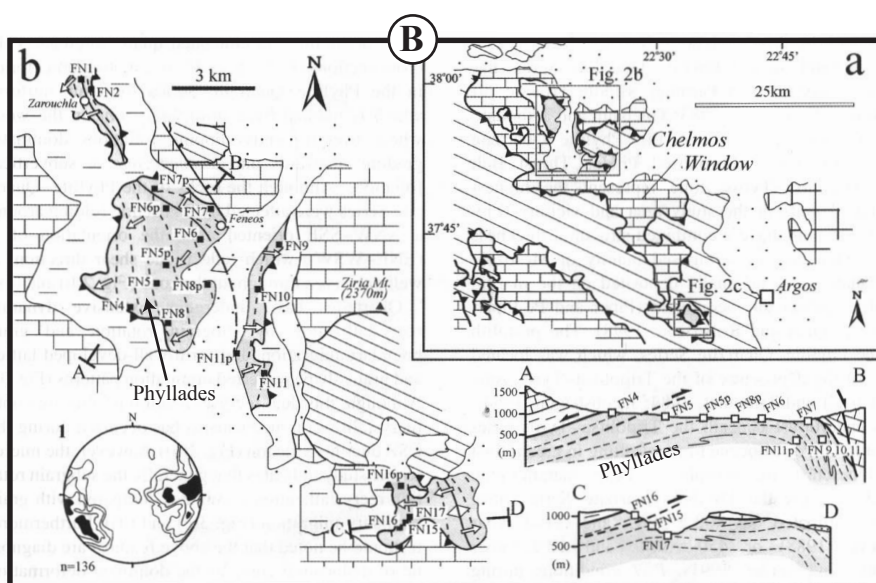 B
b
3 km
N
FN1
FN2
Zarouchla
B
FN7p
FN6p
FN7
Feneos
FN6
FN5p
FN9
FN5
FN8p
FN4
FN8
FN10
Ziria Mt.
(2370m)
FN11p
FN11
A
Phyllades
1
n=136
FN16p
FN17
FN16
FN15
C
D
a
22°30'
22°45'
38°00'
37°45'
Fig. 2b
25km
Chelmos
Window
Fig. 2c
Argos
N
A
B
1000
500
(m)
FN4
FN5
FN5p
FN8p
FN6
FN7
FN11p
FN 9,10,11
Phyllades
C
D
1000
500
(m)
FN16
FN15
FN17